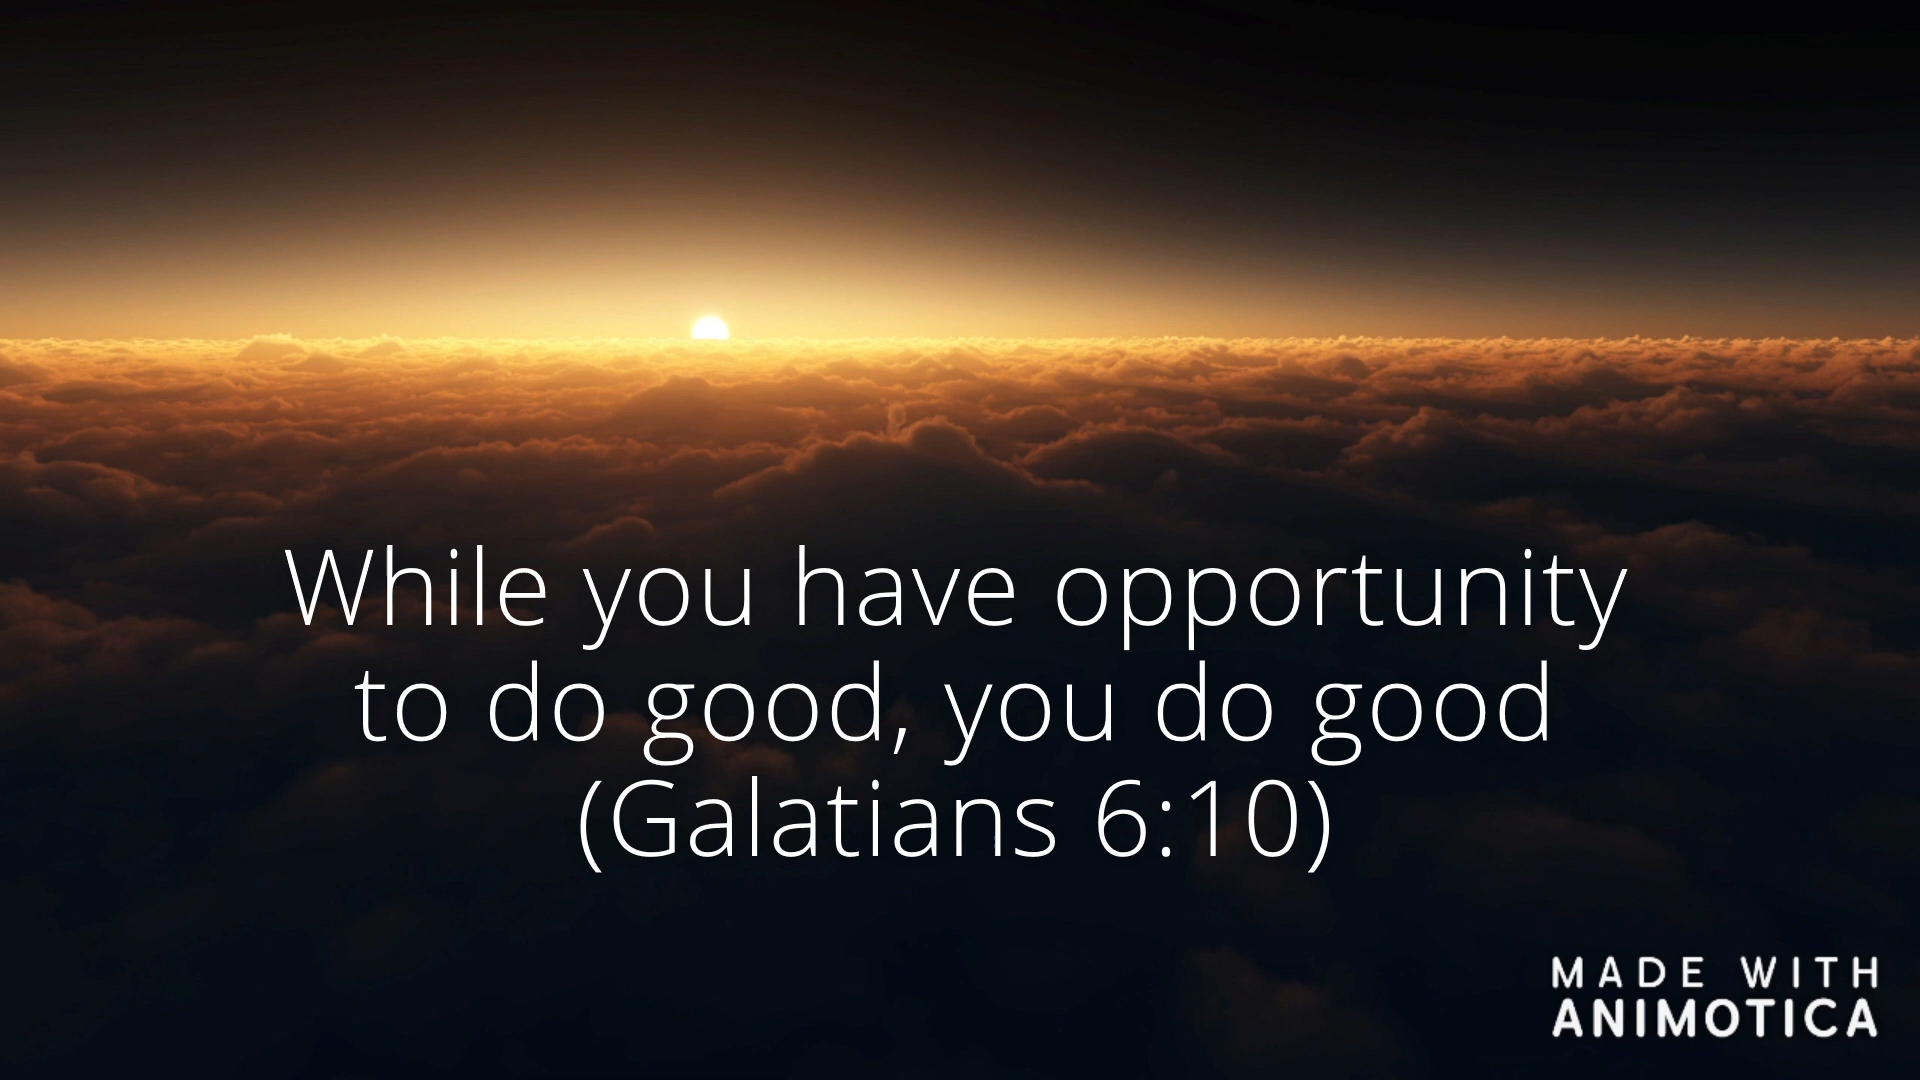 While you have opportunity
to do good, you do good
(Galatians 6:10)
MADE WITH
ANIMOTICA